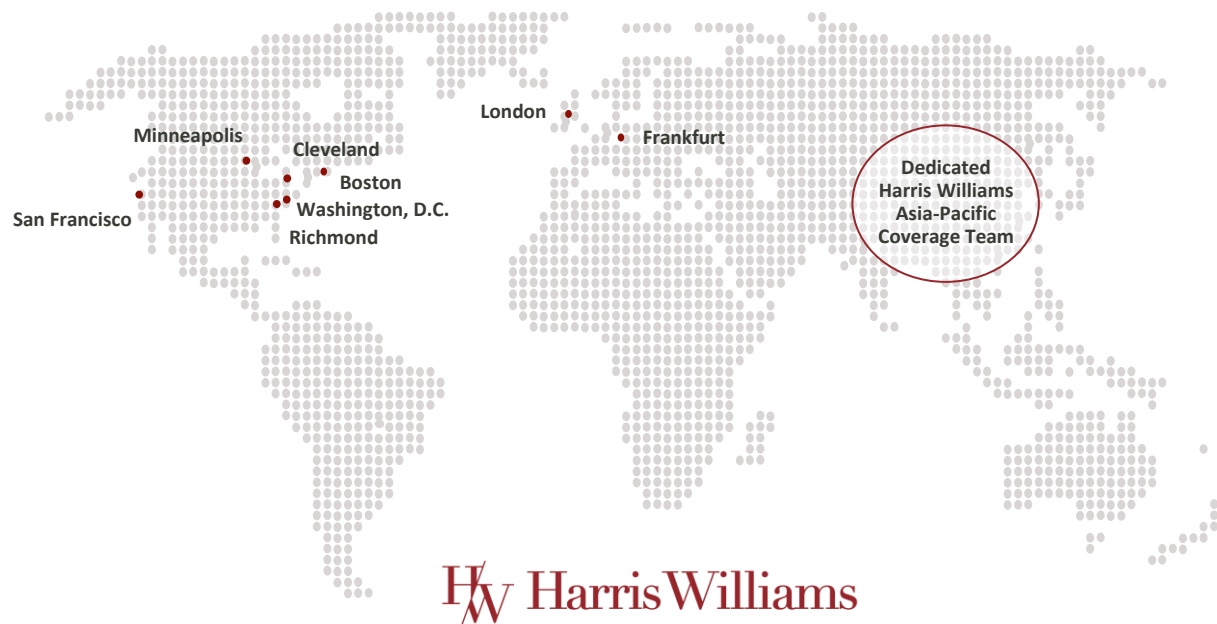 London
Minneapolis
Cleveland
Frankfurt
Boston
San Francisco
Washington, D.C.
Richmond
Dedicated
Harris Williams
Asia-Pacific
Coverage Team
HW Harris Williams